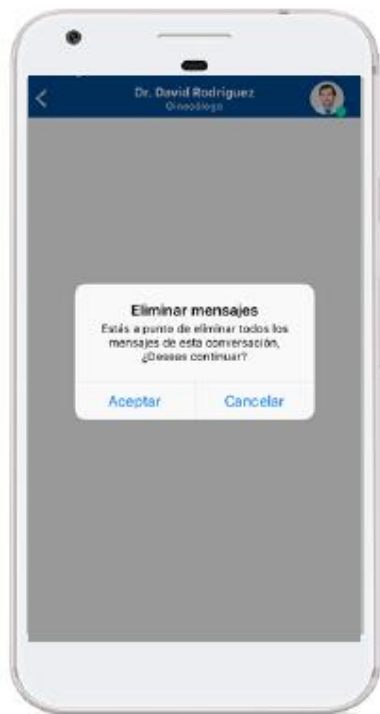 Dr. David Rodriguez
Ginecólogo
Eliminar mensajes
Estás a punto de eliminar todos los
mensajes de esta conversación,
¿Deseas continuar?
Aceptar Cancelar